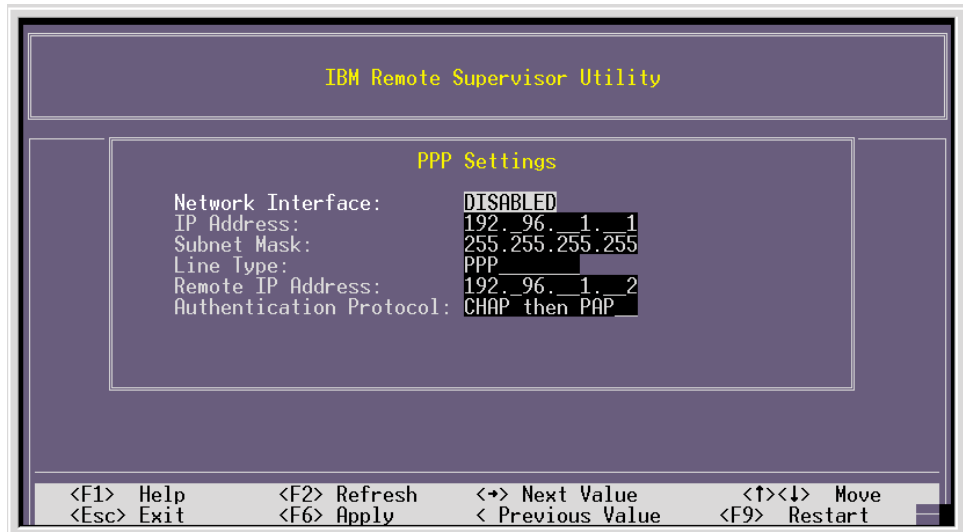 IBM Remote Supervisor Utility
PPP Settings
Network Interface: DISABLED
IP Address: 192._96.__1.__1
Subnet Mask: 255.255.255.255
Line Type: PPP________
Remote IP Address: 192._96.__1.__2
Authentication Protocol: CHAP then PAP__
<F1> Help <F2> Refresh <→> Next Value <↑><↓> Move
<Esc> Exit <F6> Apply < Previous Value <F9> Restart